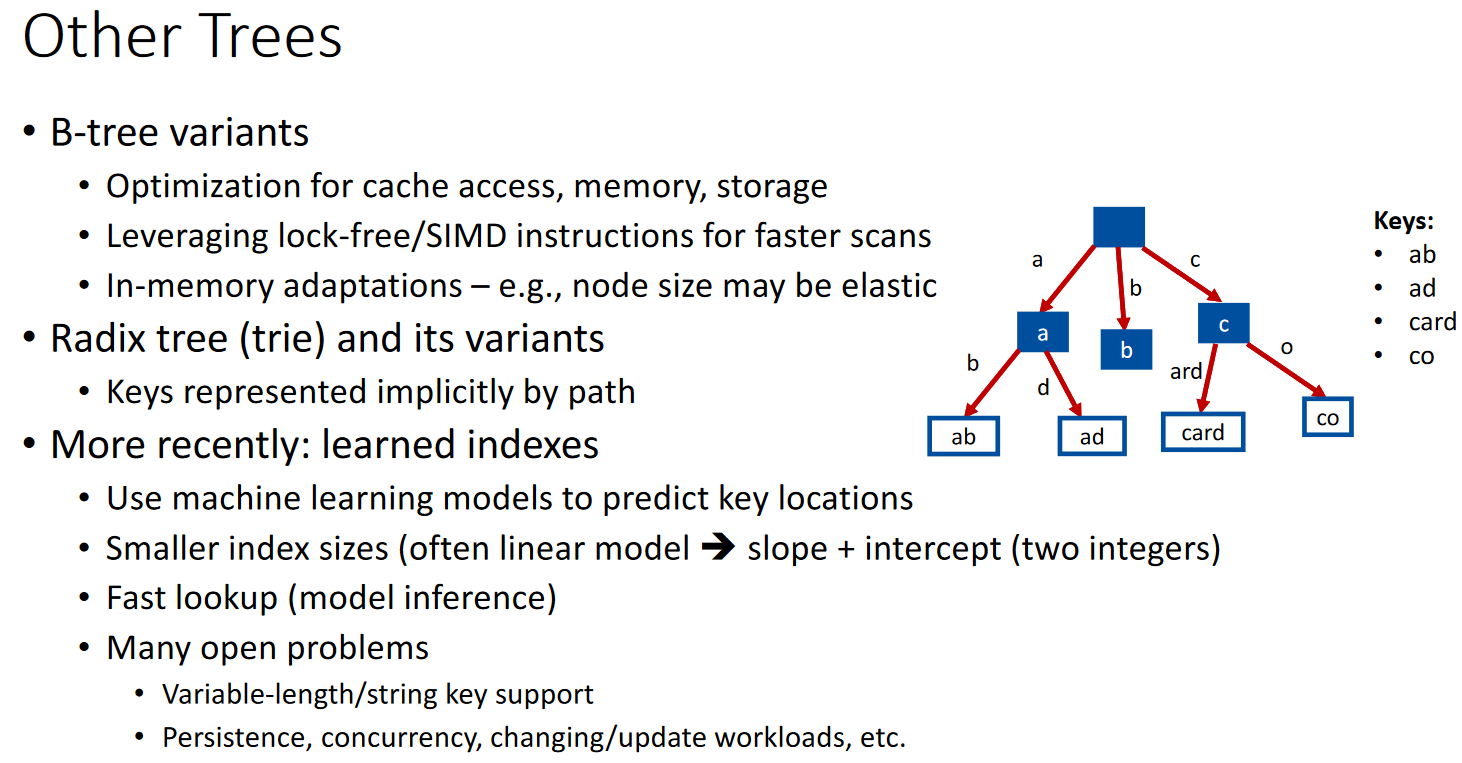 Other Trees
• B-tree variants
• Optimization for cache access, memory, storage
• Leveraging lock-free/SIMD instructions for faster scans
• In-memory adaptations – e.g., node size may be elastic
• Radix tree (trie) and its variants
• Keys represented implicitly by path
• More recently: learned indexes
• Use machine learning models to predict key locations
• Smaller index sizes (often linear model ➔ slope + intercept (two integers)
• Fast lookup (model inference)
• Many open problems
• Variable-length/string key support
• Persistence, concurrency, changing/update workloads, etc.
a
b
c
a
b
c
b
d
ard
o
ab
ad
card
co
Keys:
• ab
• ad
• card
• co